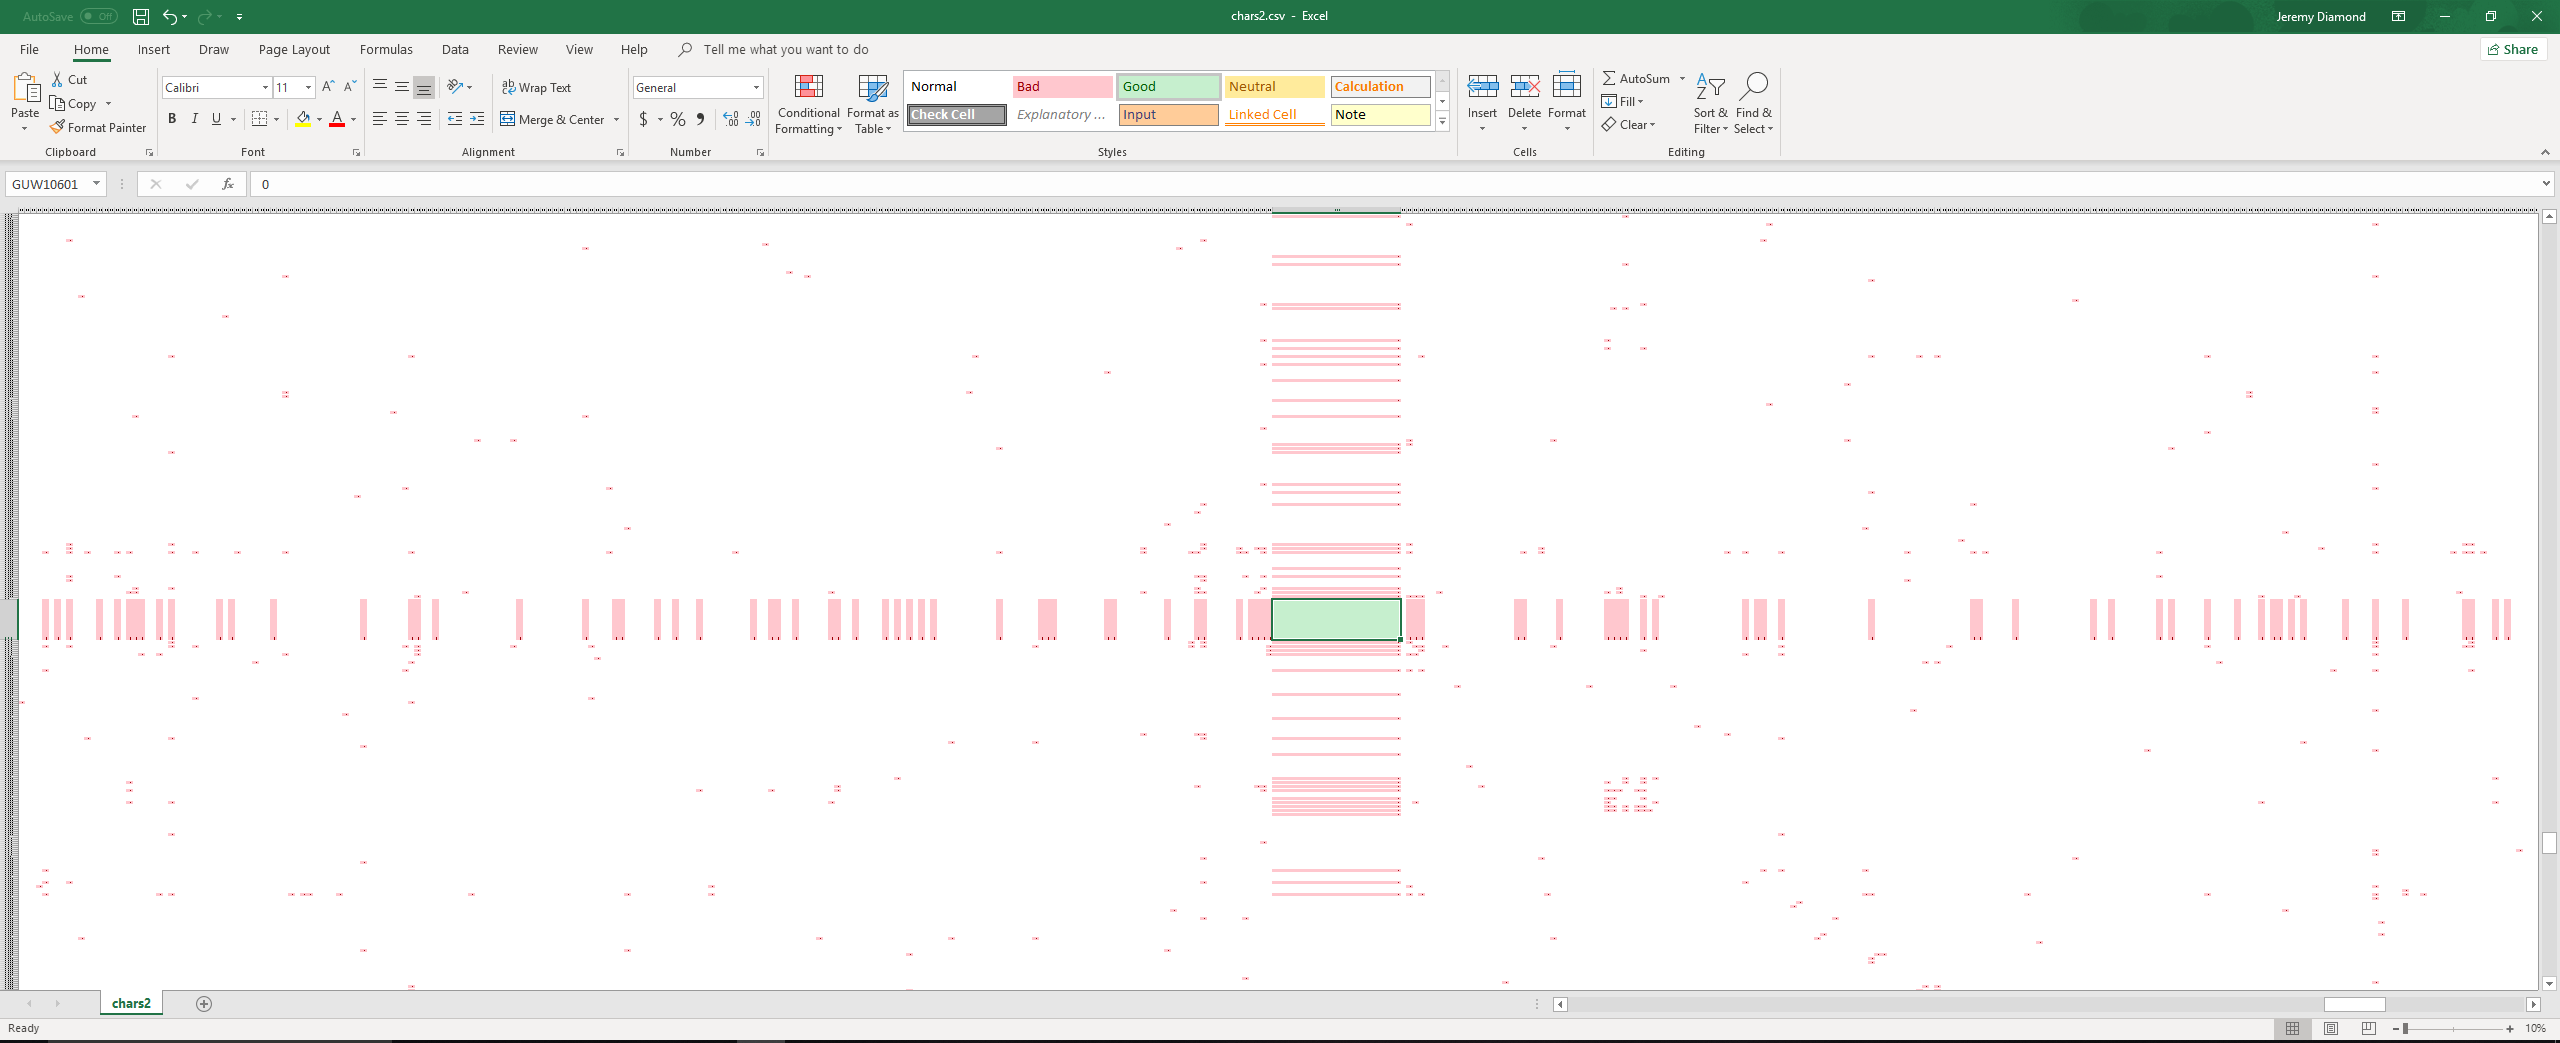 AutoSave Off chars2.csv - Excel Jeremy Diamond
File Home Insert Draw Page Layout Formulas Data Review View Help Tell me what you want to do Share
Cut
Copy
Format Painter
Paste
Clipboard
Calibri 11
B I U
Font
Wrap Text
Merge & Center
Alignment
General
$ % 9
Number
Conditional Formatting
Format as Table
Normal Bad Good Neutral Calculation
Check Cell Explanatory ... Input Linked Cell Note
Styles
Insert Delete Format
Cells
AutoSum
Fill
Clear
Sort & Filter
Find & Select
Editing
GUW10601 fx 0
chars2
Ready 10%